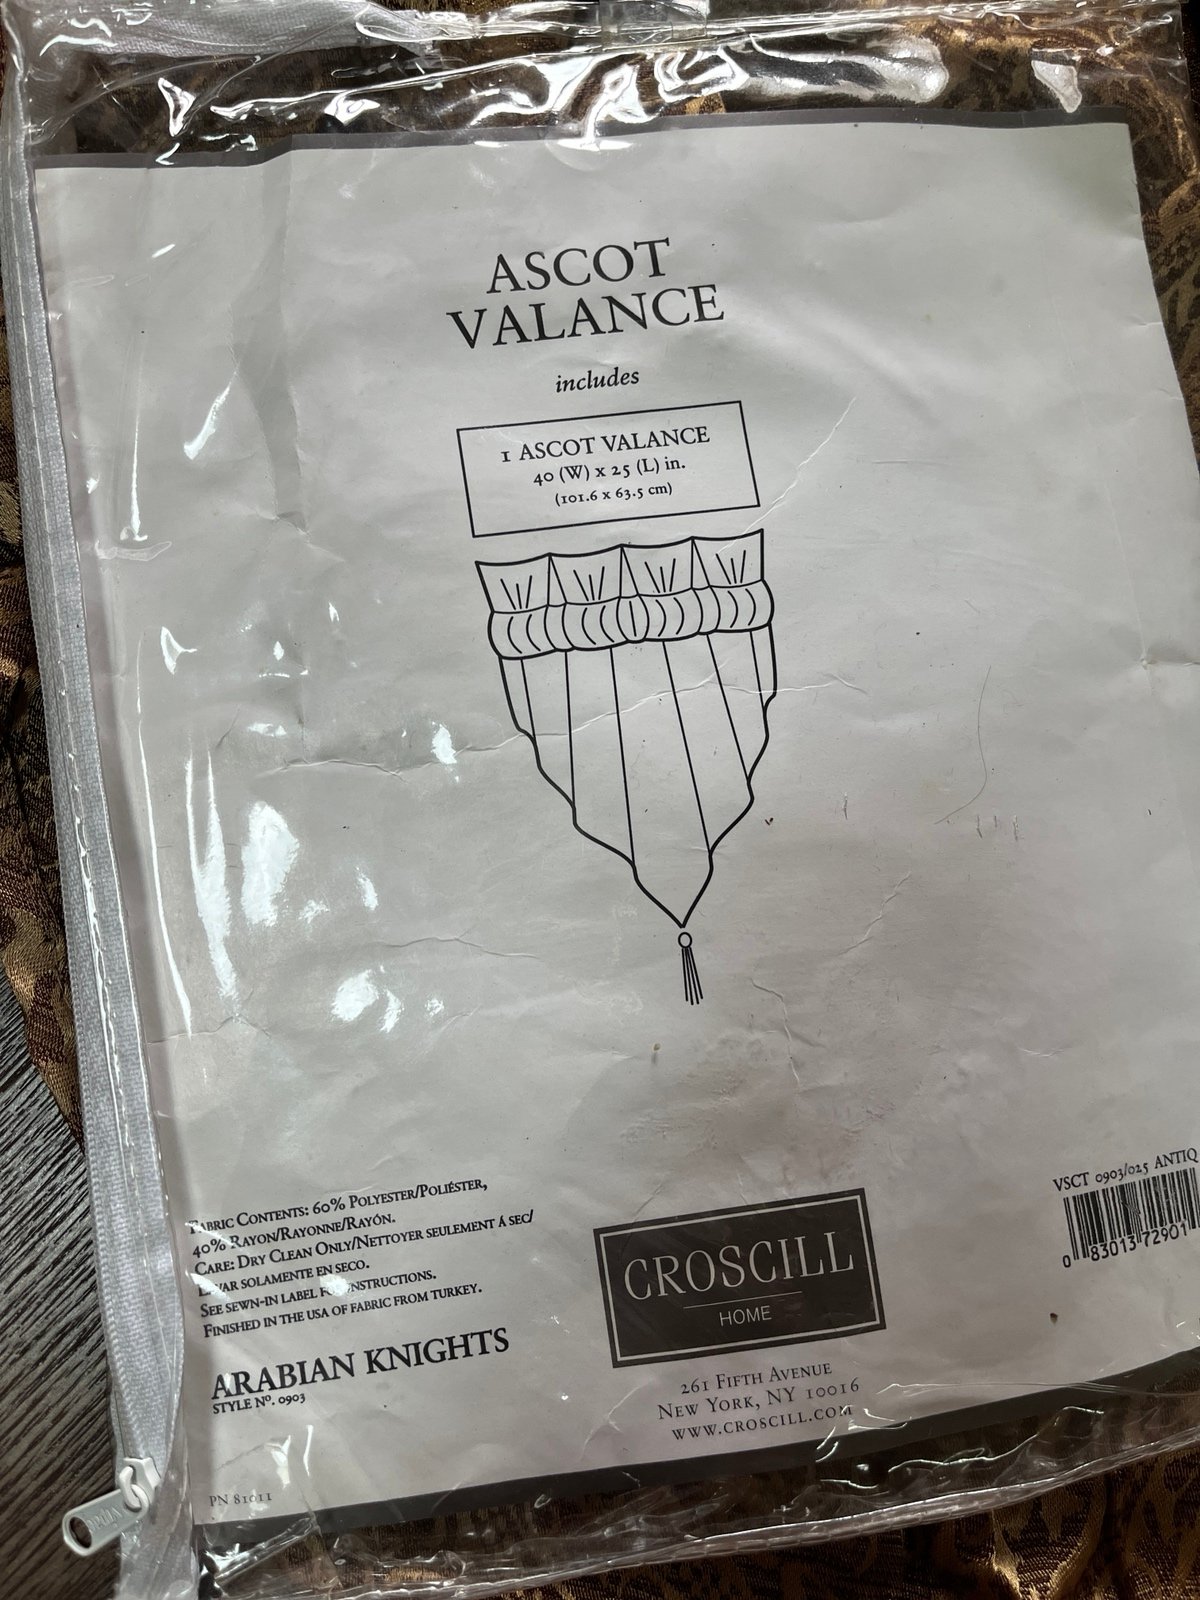 ASCOT
VALANCE
includes
1 ASCOT VALANCE
40 (W) x 25 (L) in.
(101.6 x 63.5 cm)
FABRIC CONTENTS: 60% POLYESTER/POLIÉSTER,
40% RAYON/RAYONNE/RAYÓN.
CARE: DRY CLEAN ONLY/NETTOYER SEULEMENT Á SEC/
LAVAR SOLAMENTE EN SECO.
SEE SEWN-IN LABEL FOR INSTRUCTIONS.
FINISHED IN THE USA OF FABRIC FROM TURKEY.
ARABIAN KNIGHTS
STYLE Nº. 0903
PN 81011
CROSCILL
HOME
261 FIFTH AVENUE
NEW YORK, NY 10016
WWW.CROSCILL.COM
VSCT 0903/025 ANTIQ
0 83013 72901